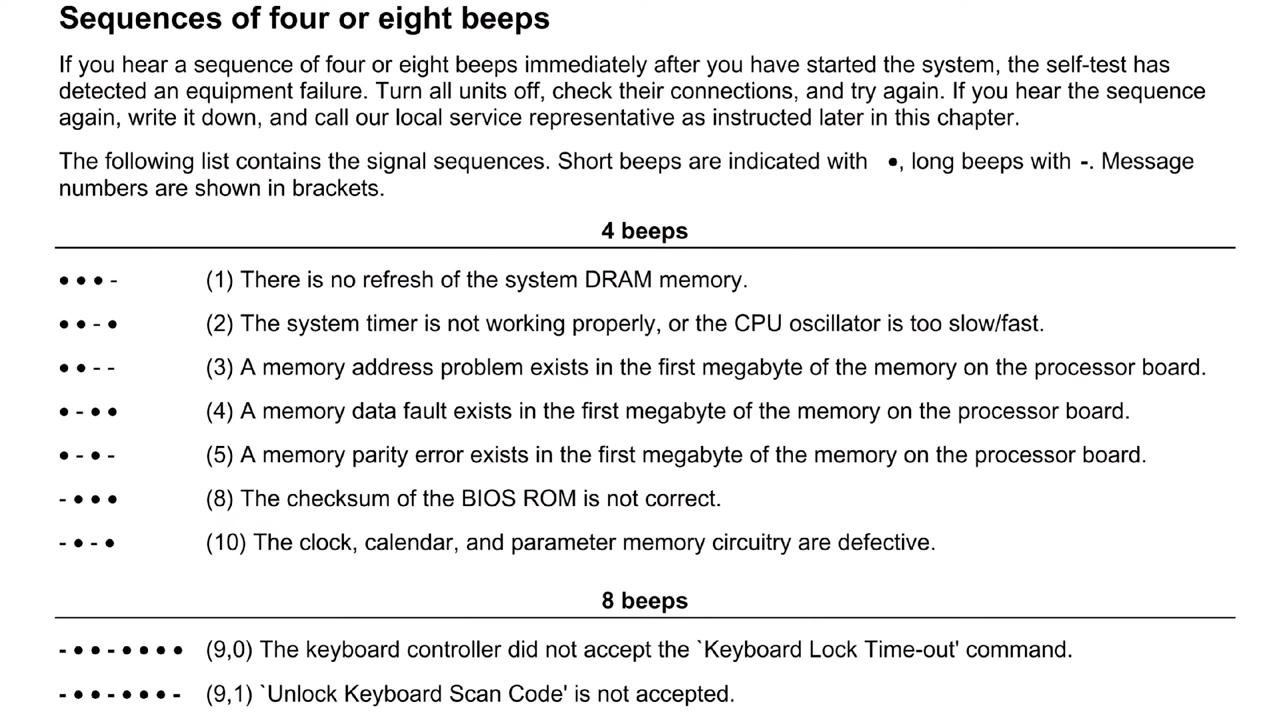 Sequences of four or eight beeps
If you hear a sequence of four or eight beeps immediately after you have started the system, the self-test has
detected an equipment failure. Turn all units off, check their connections, and try again. If you hear the sequence
again, write it down, and call our local service representative as instructed later in this chapter.
The following list contains the signal sequences. Short beeps are indicated with •, long beeps with -. Message
numbers are shown in brackets.
4 beeps
• • • - (1) There is no refresh of the system DRAM memory.
• • - • (2) The system timer is not working properly, or the CPU oscillator is too slow/fast.
• • - - (3) A memory address problem exists in the first megabyte of the memory on the processor board.
• - • • (4) A memory data fault exists in the first megabyte of the memory on the processor board.
• - • - (5) A memory parity error exists in the first megabyte of the memory on the processor board.
- • • • (8) The checksum of the BIOS ROM is not correct.
- • - • (10) The clock, calendar, and parameter memory circuitry are defective.
8 beeps
- • • - • • • • (9,0) The keyboard controller did not accept the `Keyboard Lock Time-out' command.
- • • - • • • - (9,1) `Unlock Keyboard Scan Code' is not accepted.